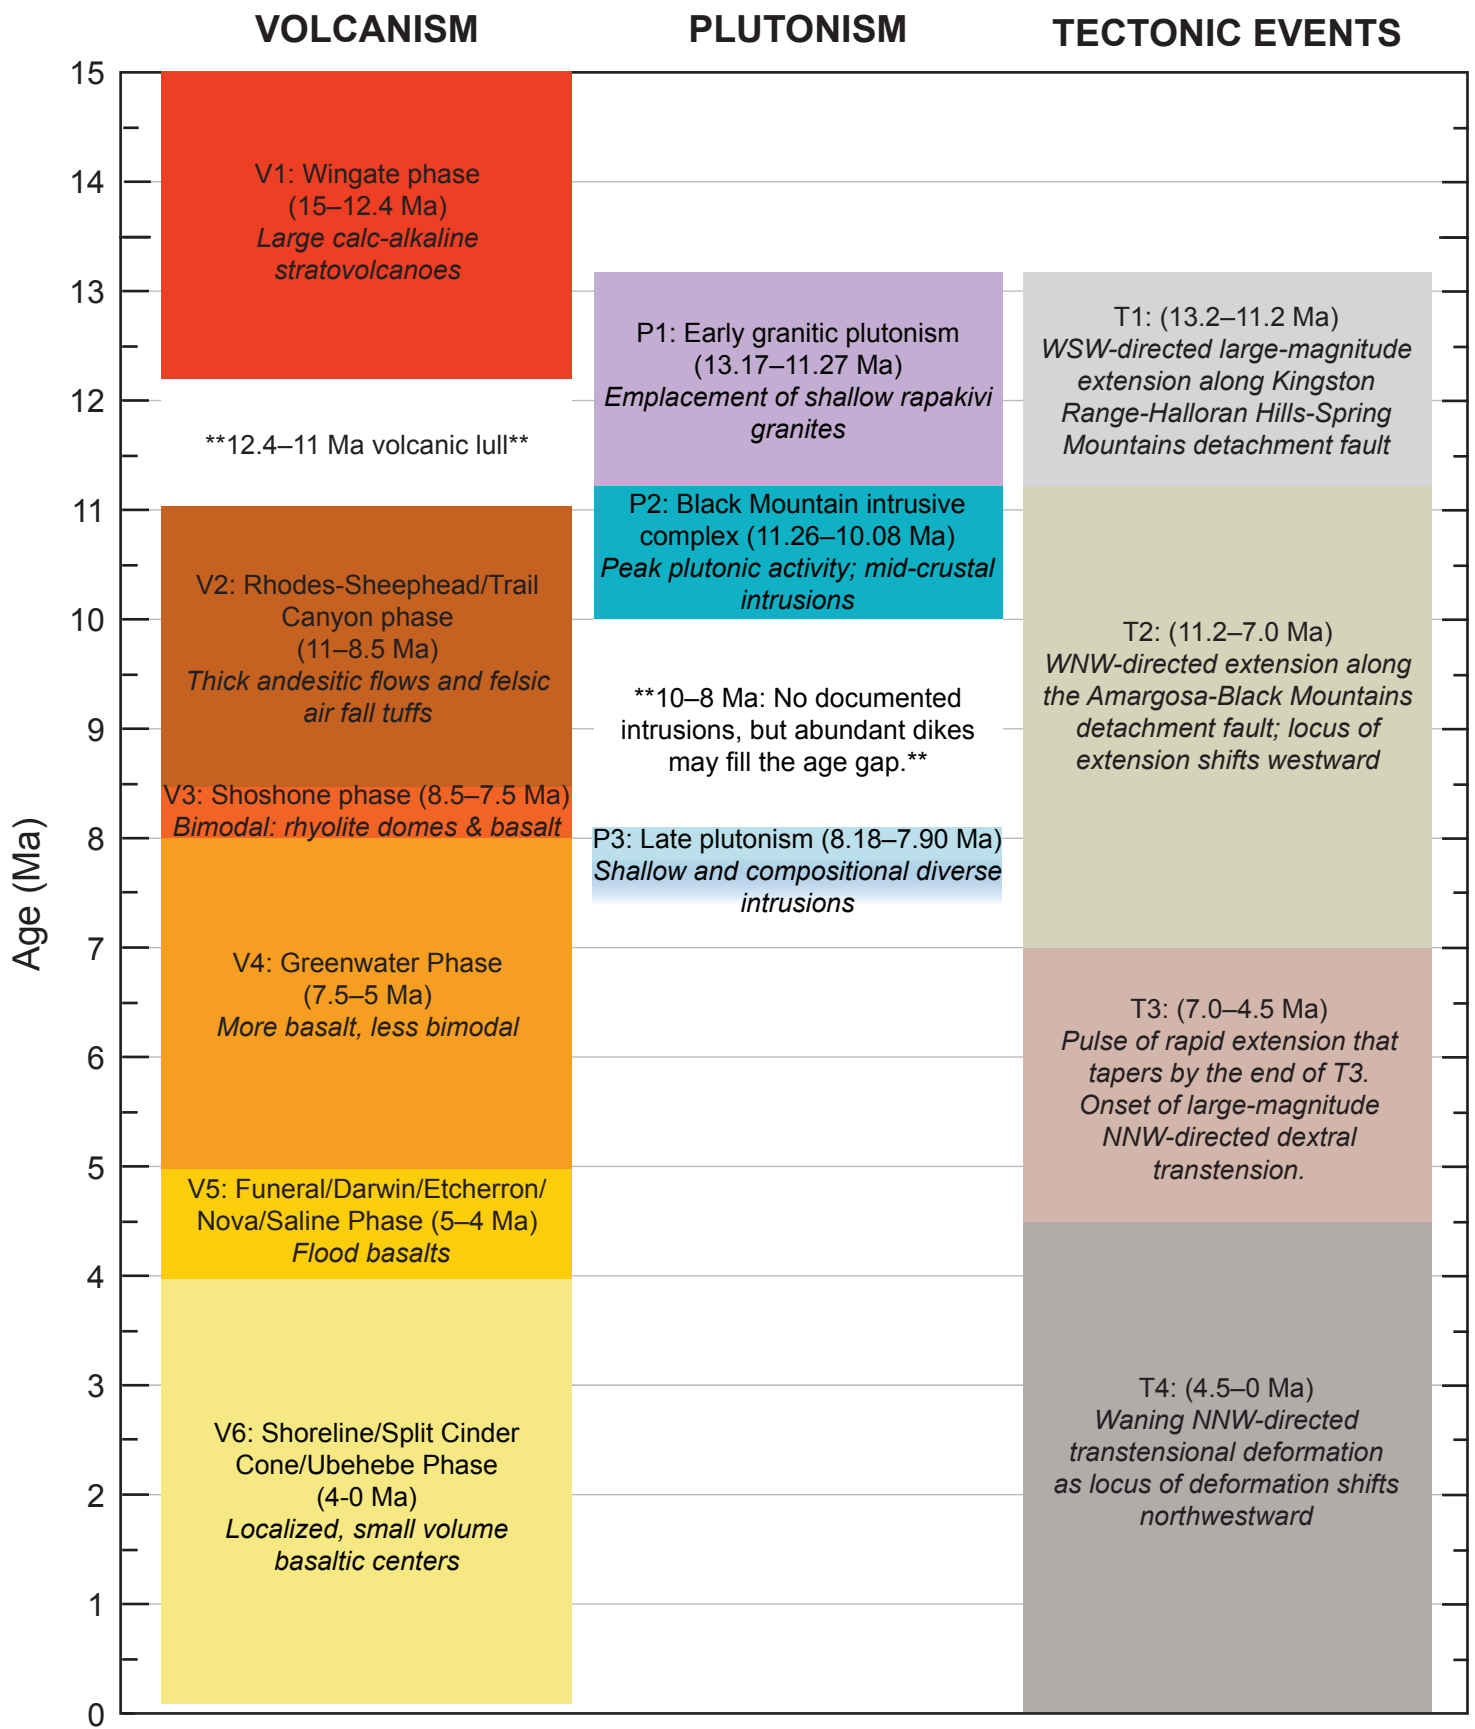 VOLCANISM
PLUTONISM
TECTONIC EVENTS
Age (Ma)
15
14
13
12
11
10
9
8
7
6
5
4
3
2
1
0
V1: Wingate phase
(15–12.4 Ma)
Large calc-alkaline
stratovolcanoes
**12.4–11 Ma volcanic lull**
V2: Rhodes-Sheephead/Trail
Canyon phase
(11–8.5 Ma)
Thick andesitic flows and felsic
air fall tuffs
V3: Shoshone phase (8.5–7.5 Ma)
Bimodal: rhyolite domes & basalt
V4: Greenwater Phase
(7.5–5 Ma)
More basalt, less bimodal
V5: Funeral/Darwin/Etcherron/
Nova/Saline Phase (5–4 Ma)
Flood basalts
V6: Shoreline/Split Cinder
Cone/Ubehebe Phase
(4-0 Ma)
Localized, small volume
basaltic centers
P1: Early granitic plutonism
(13.17–11.27 Ma)
Emplacement of shallow rapakivi
granites
P2: Black Mountain intrusive
complex (11.26–10.08 Ma)
Peak plutonic activity; mid-crustal
intrusions
**10–8 Ma: No documented
intrusions, but abundant dikes
may fill the age gap.**
P3: Late plutonism (8.18–7.90 Ma)
Shallow and compositional diverse
intrusions
T1: (13.2–11.2 Ma)
WSW-directed large-magnitude
extension along Kingston
Range-Halloran Hills-Spring
Mountains detachment fault
T2: (11.2–7.0 Ma)
WNW-directed extension along
the Amargosa-Black Mountains
detachment fault; locus of
extension shifts westward
T3: (7.0–4.5 Ma)
Pulse of rapid extension that
tapers by the end of T3.
Onset of large-magnitude
NNW-directed dextral
transtension.
T4: (4.5–0 Ma)
Waning NNW-directed
transtensional deformation
as locus of deformation shifts
northwestward